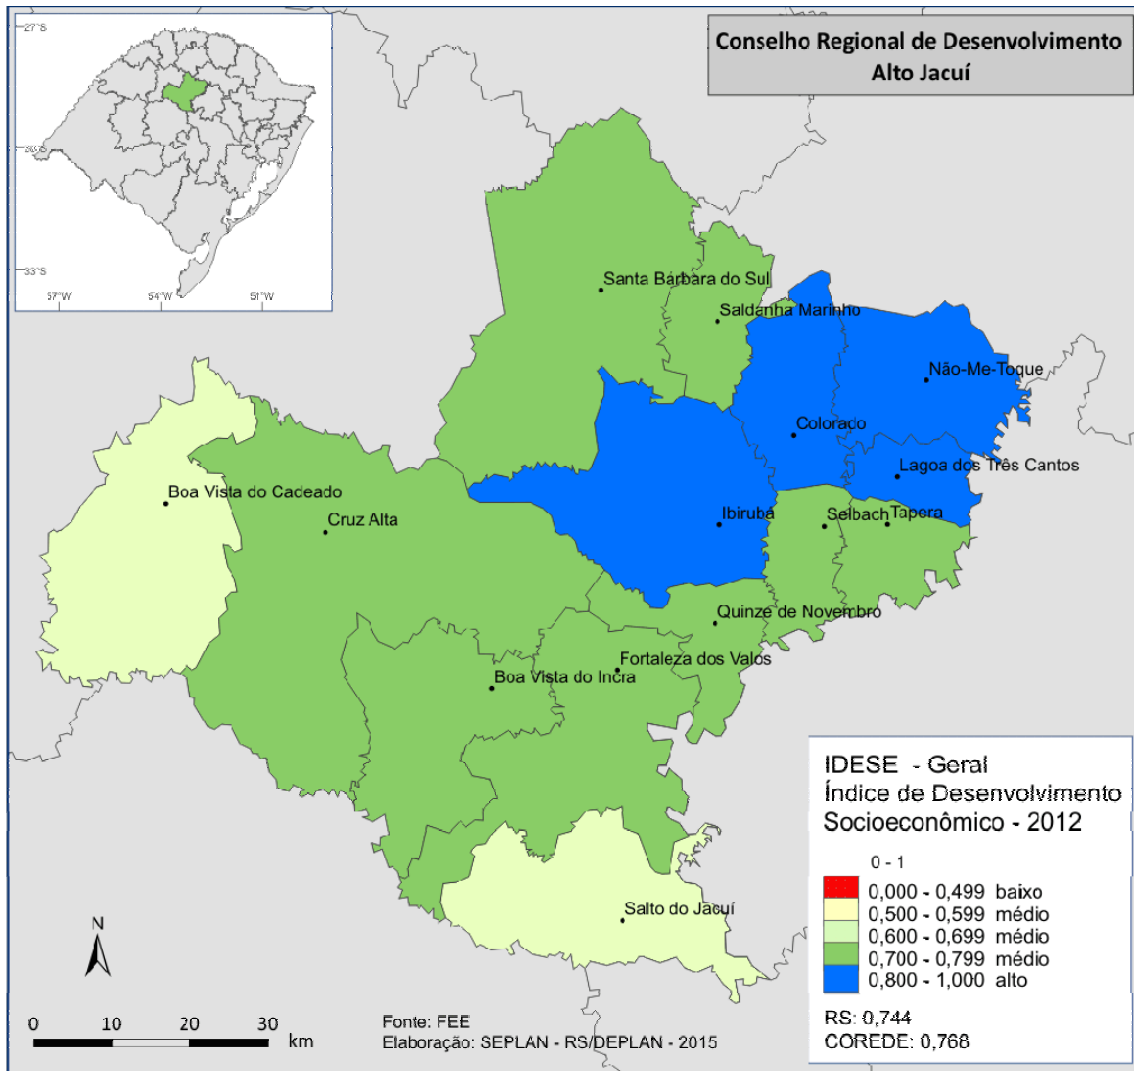 Conselho Regional de Desenvolvimento
Alto Jacuí
27°S
30°S
33°S
57°W
54°W
51°W
Santa Bárbara do Sul
Saldanha Marinho
Não-Me-Toque
Colorado
Lagoa dos Três Cantos
Boa Vista do Cadeado
Cruz Alta
Ibirubá
Selbach
Tapera
Quinze de Novembro
Fortaleza dos Valos
Boa Vista do Incra
Salto do Jacuí
N
0 10 20 30
km
Fonte: FEE
Elaboração: SEPLAN - RS/DEPLAN - 2015
IDESE - Geral
Índice de Desenvolvimento
Socioeconômico - 2012
0 - 1
0,000 - 0,499 baixo
0,500 - 0,599 médio
0,600 - 0,699 médio
0,700 - 0,799 médio
0,800 - 1,000 alto
RS: 0,744
COREDE: 0,768